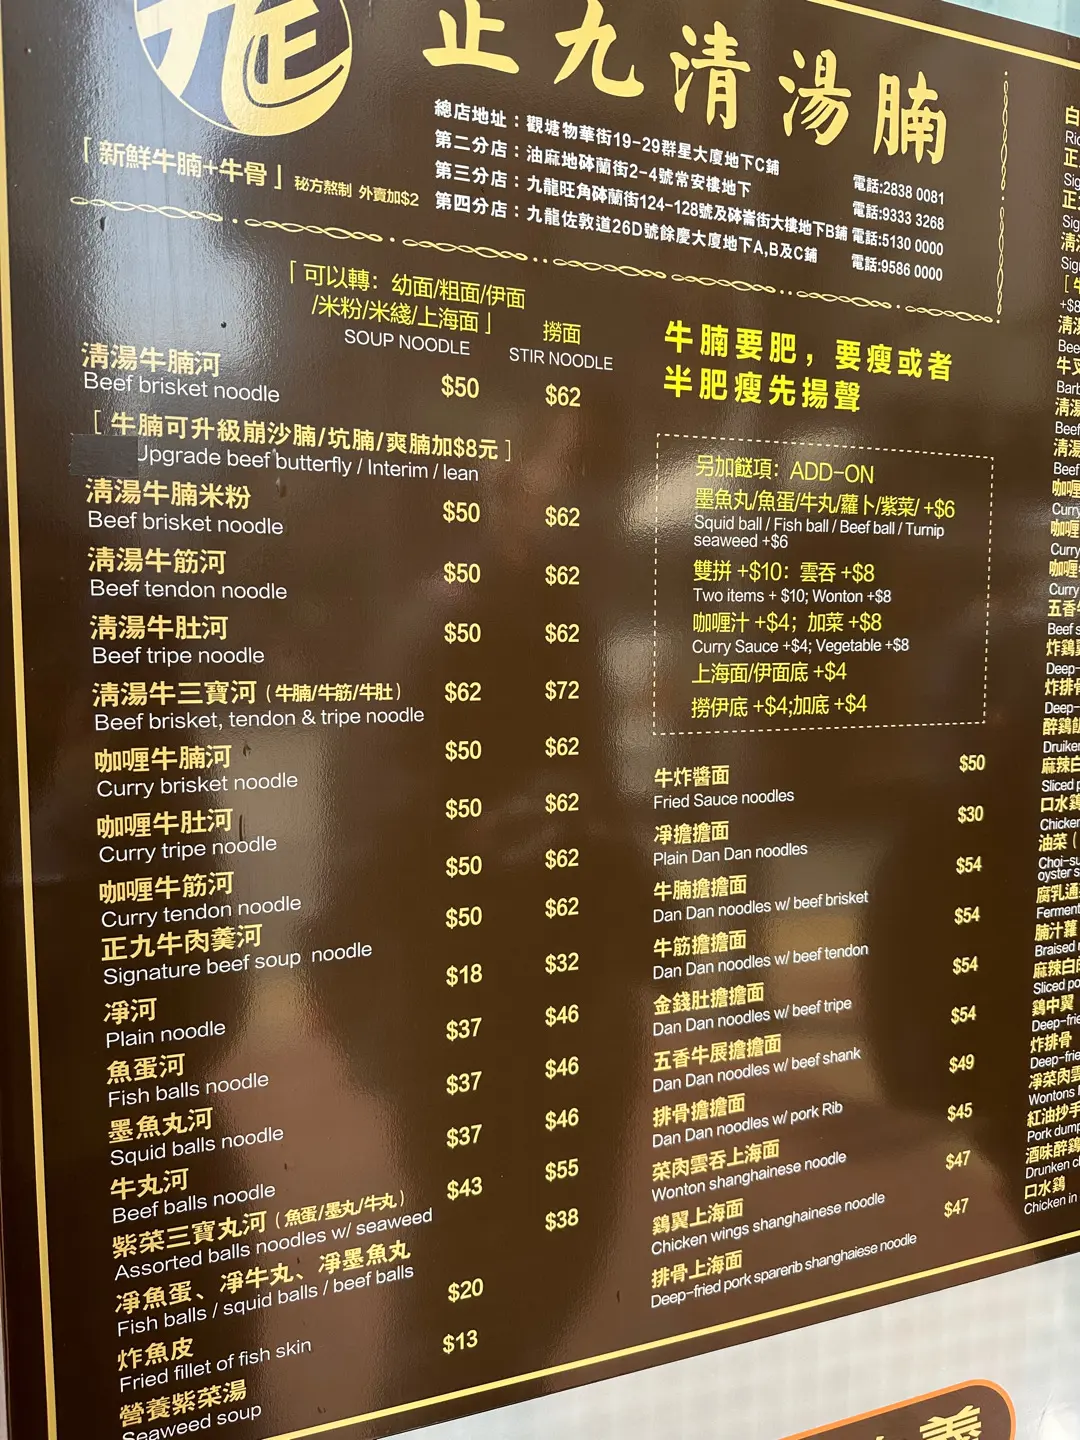 正九清湯腩
總店地址：觀塘物華街19-29群星大廈地下C鋪 電話:2838 0081
第二分店：油麻地砵蘭街2-4號常安樓地下 電話:9333 3268
第三分店：九龍旺角砵蘭街124-128號及砵崙街大樓地下B鋪 電話:5130 0000
第四分店：九龍佐敦道26D號餘慶大廈地下A,B及C鋪 電話:9586 0000
「新鮮牛腩+牛骨」秘方熬制 外賣加$2
「可以轉：幼面/粗面/伊面
/米粉/米綫/上海面」
SOUP NOODLE
撈面
STIR NOODLE
清湯牛腩河 $50 $62
Beef brisket noodle
[牛腩可升級崩沙腩/坑腩/爽腩加$8元]
Upgrade beef butterfly / Interim / lean
清湯牛腩米粉 $50 $62
Beef brisket noodle
清湯牛筋河 $50 $62
Beef tendon noodle
清湯牛肚河 $50 $62
Beef tripe noodle
清湯牛三寶河（牛腩/牛筋/牛肚） $62 $72
Beef brisket, tendon & tripe noodle
咖喱牛腩河 $50 $62
Curry brisket noodle
咖喱牛肚河 $50 $62
Curry tripe noodle
咖喱牛筋河 $50 $62
Curry tendon noodle
正九牛肉羹河 $50 $62
Signature beef soup noodle
凈河 $18 $32
Plain noodle
魚蛋河 $37 $46
Fish balls noodle
墨魚丸河 $37 $46
Squid balls noodle
牛丸河 $37 $46
Beef balls noodle
紫菜三寶丸河（魚蛋/墨丸/牛丸） $43 $55
Assorted balls noodles w/ seaweed
凈魚蛋、凈牛丸、凈墨魚丸 $38
Fish balls / squid balls / beef balls
炸魚皮 $20
Fried fillet of fish skin
營養紫菜湯 $13
Seaweed soup
牛腩要肥，要瘦或者
半肥瘦先揚聲
另加餸項：ADD-ON
墨魚丸/魚蛋/牛丸/蘿卜/紫菜/ +$6
Squid ball / Fish ball / Beef ball / Turnip
seaweed +$6
雙拼 +$10：雲吞 +$8
Two items + $10; Wonton +$8
咖喱汁 +$4；加菜 +$8
Curry Sauce +$4; Vegetable +$8
上海面/伊面底 +$4
撈伊底 +$4;加底 +$4
牛炸醬面 $50
Fried Sauce noodles
凈擔擔面 $30
Plain Dan Dan noodles
牛腩擔擔面 $54
Dan Dan noodles w/ beef brisket
牛筋擔擔面 $54
Dan Dan noodles w/ beef tendon
金錢肚擔擔面 $54
Dan Dan noodles w/ beef tripe
五香牛展擔擔面 $54
Dan Dan noodles w/ beef shank
排骨擔擔面 $49
Dan Dan noodles w/ pork Rib
菜肉雲吞上海面 $45
Wonton shanghainese noodle
鷄翼上海面 $47
Chicken wings shanghainese noodle
排骨上海面 $47
Deep-fried pork sparerib shanghaiese noodle